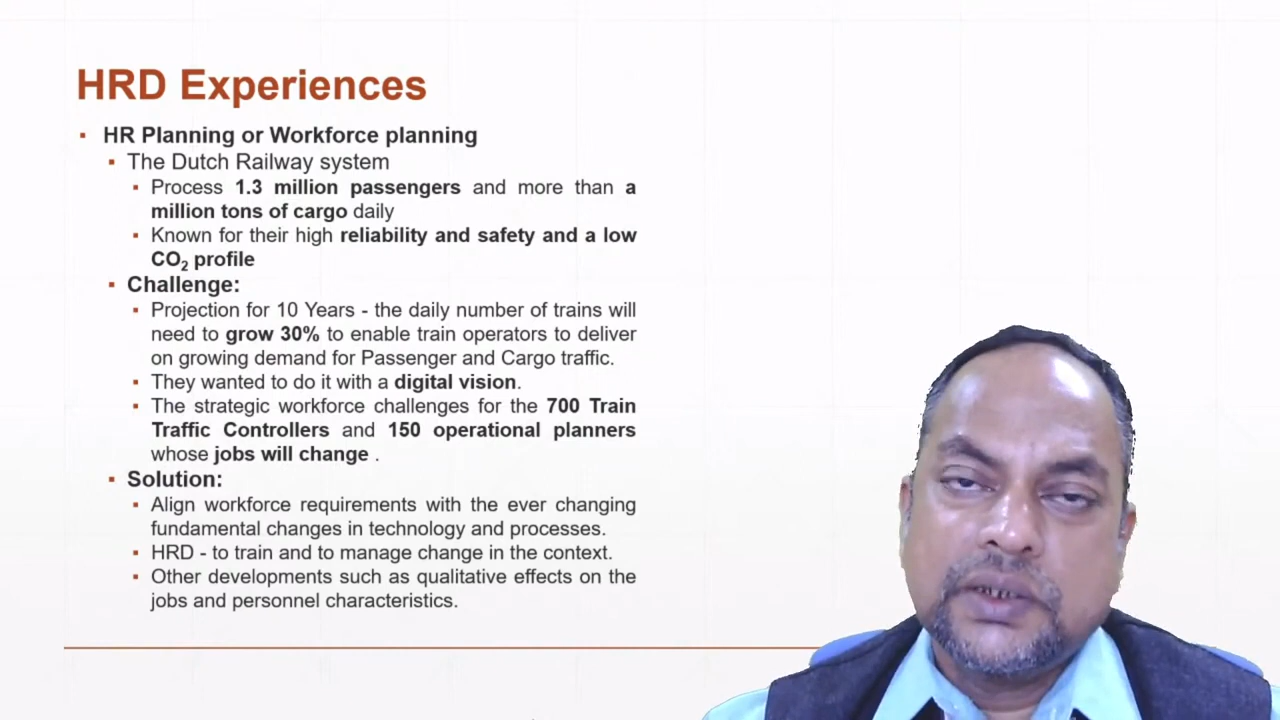 HRD Experiences
▪ HR Planning or Workforce planning
▪ The Dutch Railway system
▪ Process 1.3 million passengers and more than a
million tons of cargo daily
▪ Known for their high reliability and safety and a low
CO₂ profile
▪ Challenge:
▪ Projection for 10 Years - the daily number of trains will
need to grow 30% to enable train operators to deliver
on growing demand for Passenger and Cargo traffic.
▪ They wanted to do it with a digital vision.
▪ The strategic workforce challenges for the 700 Train
Traffic Controllers and 150 operational planners
whose jobs will change .
▪ Solution:
▪ Align workforce requirements with the ever changing
fundamental changes in technology and processes.
▪ HRD - to train and to manage change in the context.
▪ Other developments such as qualitative effects on the
jobs and personnel characteristics.